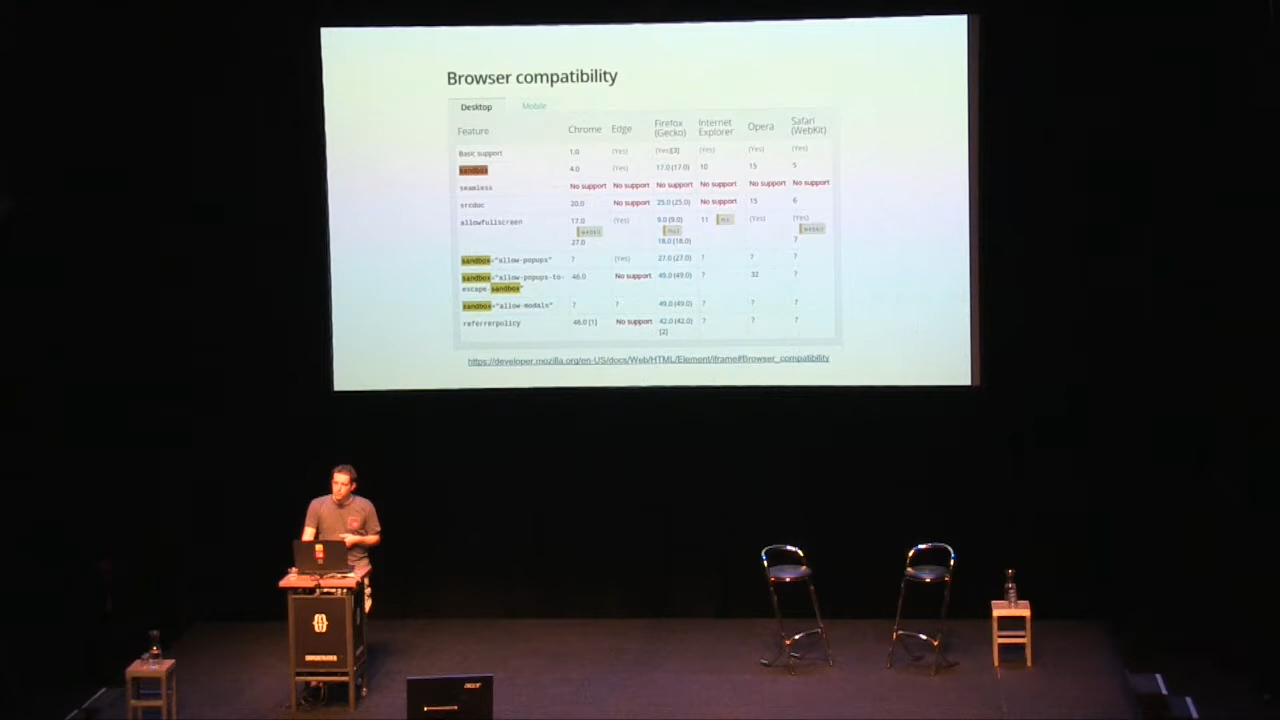 Browser compatibility
Desktop Mobile
Feature Chrome Edge Firefox (Gecko) Internet Explorer Opera Safari (WebKit)
Basic support 1.0 (Yes) (Yes)[3] (Yes) (Yes) (Yes)
sandbox 4.0 (Yes) 17.0 (17.0) 10 15 5
seamless No support No support No support No support No support No support
srcdoc 20.0 No support 25.0 (25.0) No support 15 6
allowfullscreen 17.0 (Yes) 9.0 (9.0) 11 (Yes) (Yes)
webkit webkit
27.0 18.0 (18.0) ?
sandbox="allow-popups" ? (Yes) 27.0 (27.0) ? ? ?
sandbox="allow-popups-to- 46.0 No support 49.0 (49.0) ? 32 ?
escape-sandbox"
sandbox="allow-modals" ? ? 49.0 (49.0) ? ? ?
referrerpolicy 46.0 [1] No support 42.0 (42.0) ? ? ?
[2]
https://developer.mozilla.org/en-US/docs/Web/HTML/Element/iframe#Browser_compatibility
{}
acer